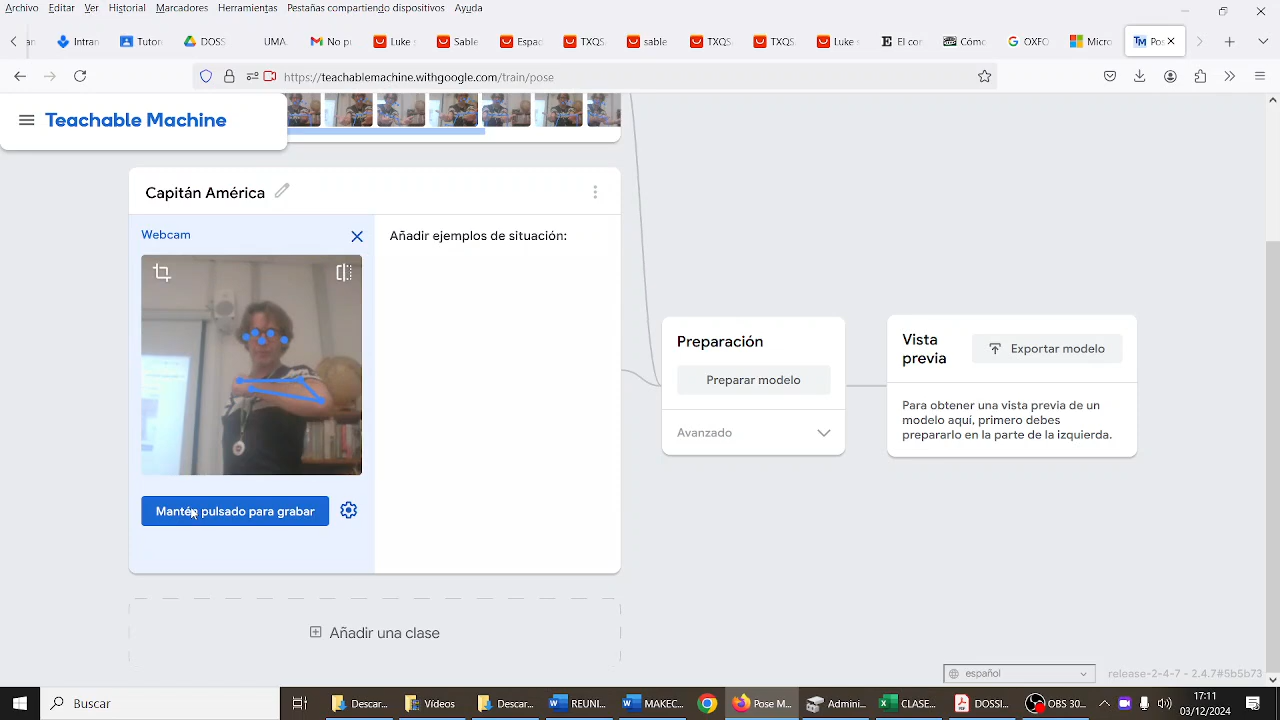 Archivo Editar Ver Historial Marcadores Herramientas Pestañas compartiendo dispositivos Ayuda
Intran Tutor DOSS UMA. No p Luke s Sable Espac TXQS. sable TXQS. TXQS Luke s El cor Cómo OXFO Micro Pos
https://teachablemachine.withgoogle.com/train/pose
Teachable Machine
Capitán América
Webcam
Añadir ejemplos de situación:
Mantén pulsado para grabar
Añadir una clase
Preparación
Preparar modelo
Avanzado
Vista previa
Exportar modelo
Para obtener una vista previa de un
modelo aquí, primero debes
prepararlo en la parte de la izquierda.
español
release-2-4-7 - 2.4.7#5b5b73
Buscar
Descar... Vídeos Descar... REUNI... MAKEC... Pose M... Admini... CLASE... DOSSI... OBS 30...
17:11
03/12/2024